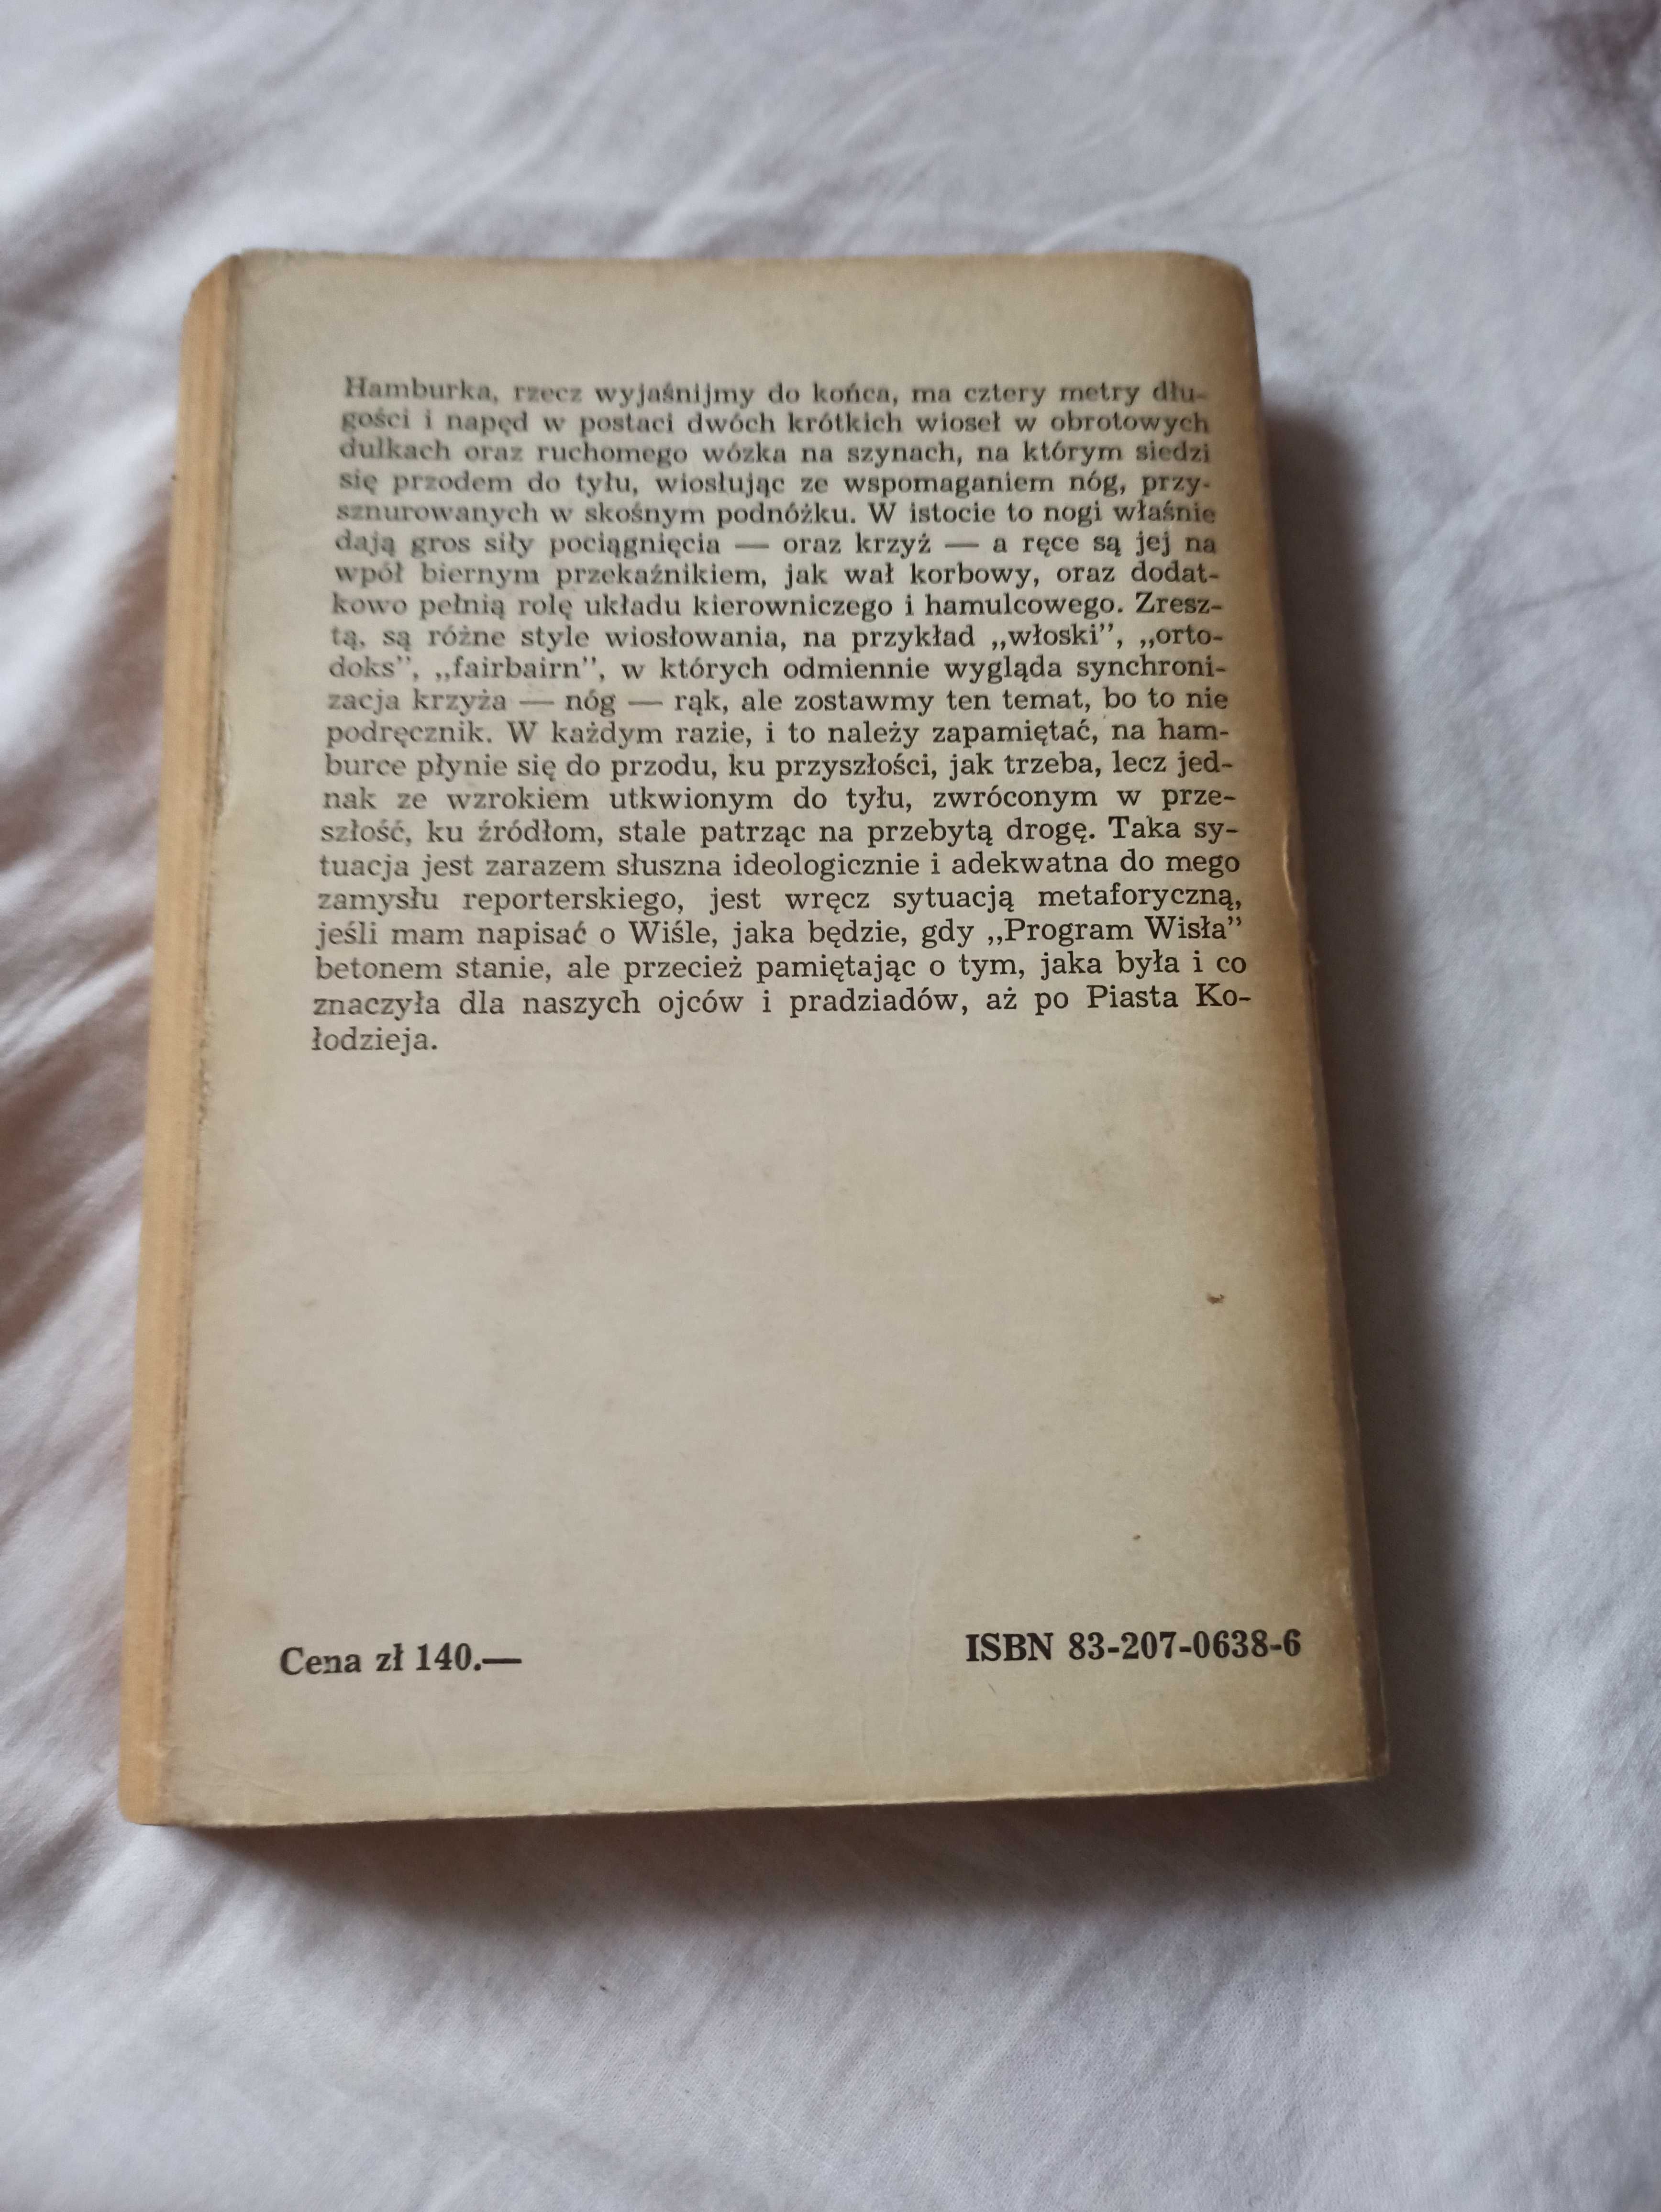 Hamburka, rzecz wyjaśnijmy do końca, ma cztery metry dłu-
gości i napęd w postaci dwóch krótkich wioseł w obrotowych
dulkach oraz ruchomego wózka na szynach, na którym siedzi
się przodem do tyłu, wiosłując ze wspomaganiem nóg, przy-
sznurowanych w skośnym podnóżku. W istocie to nogi właśnie
dają gros siły pociągnięcia — oraz krzyż — a ręce są jej na
wpół biernym przekaźnikiem, jak wał korbowy, oraz dodat-
kowo pełnią rolę układu kierowniczego i hamulcowego. Zresz-
tą, są różne style wiosłowania, na przykład „włoski”, „orto-
doks”, „fairbairn”, w których odmiennie wygląda synchroni-
zacja krzyża — nóg — rąk, ale zostawmy ten temat, bo to nie
podręcznik. W każdym razie, i to należy zapamiętać, na ham-
burce płynie się do przodu, ku przyszłości, jak trzeba, lecz jed-
nak ze wzrokiem utkwionym do tyłu, zwróconym w prze-
szłość, ku źródłom, stale patrząc na przebytą drogę. Taka sy-
tuacja jest zarazem słuszna ideologicznie i adekwatna do mego
zamysłu reporterskiego, jest wręcz sytuacją metaforyczną,
jeśli mam napisać o Wiśle, jaka będzie, gdy „Program Wisła”
betonem stanie, ale przecież pamiętając o tym, jaka była i co
znaczyła dla naszych ojców i pradziadów, aż po Piasta Ko-
łodzieja.
Cena zł 140.—
ISBN 83-207-0638-6